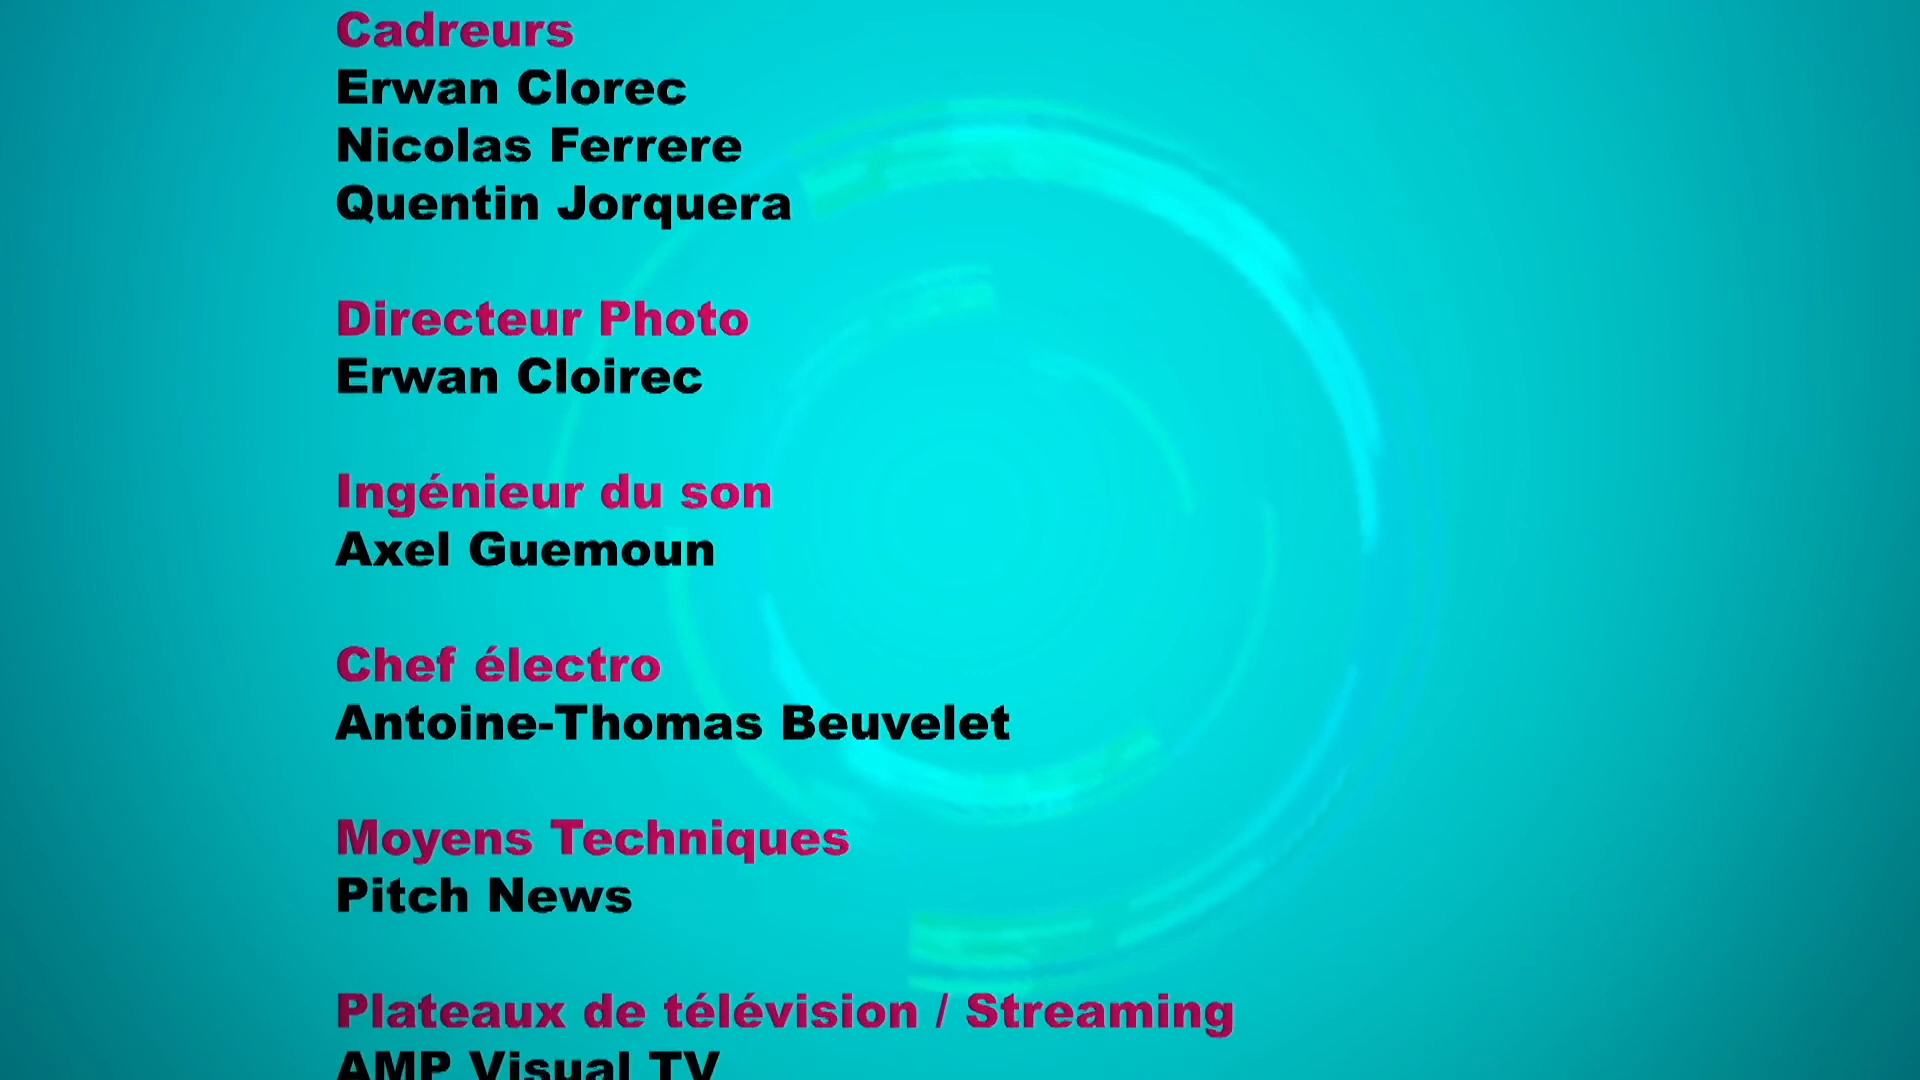 Cadreurs
Erwan Clorec
Nicolas Ferrere
Quentin Jorquera
Directeur Photo
Erwan Cloirec
Ingénieur du son
Axel Guemoun
Chef électro
Antoine-Thomas Beuvelet
Moyens Techniques
Pitch News
Plateaux de télévision / Streaming
AMP Visual TV